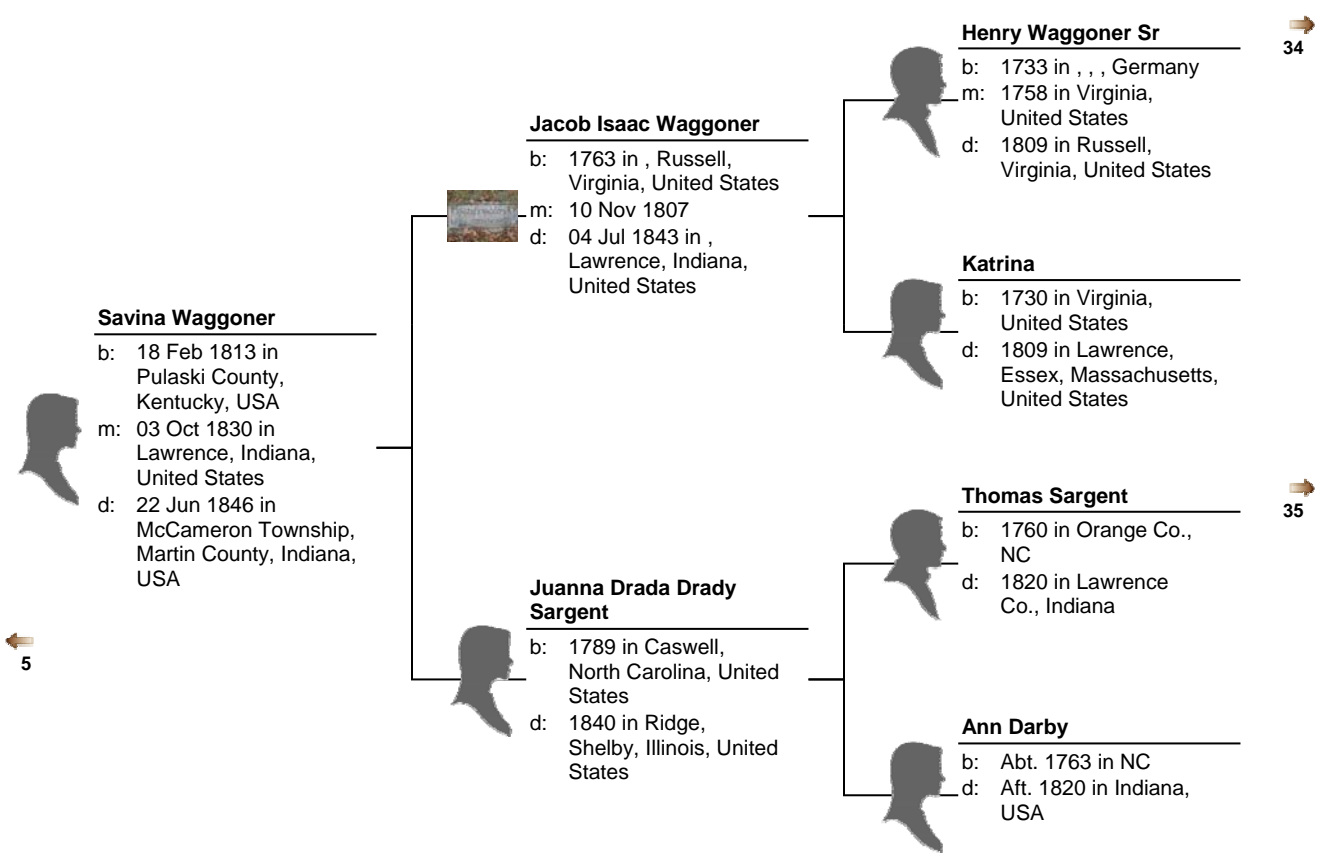 Henry Waggoner Sr
b: 1733 in , , , Germany
m: 1758 in Virginia,
United States
d: 1809 in Russell,
Virginia, United States
34
Jacob Isaac Waggoner
b: 1763 in , Russell,
Virginia, United States
m: 10 Nov 1807
d: 04 Jul 1843 in ,
Lawrence, Indiana,
United States
Katrina
b: 1730 in Virginia,
United States
d: 1809 in Lawrence,
Essex, Massachusetts,
United States
Savina Waggoner
b: 18 Feb 1813 in
Pulaski County,
Kentucky, USA
m: 03 Oct 1830 in
Lawrence, Indiana,
United States
d: 22 Jun 1846 in
McCameron Township,
Martin County, Indiana,
USA
Thomas Sargent
b: 1760 in Orange Co.,
NC
d: 1820 in Lawrence
Co., Indiana
35
Juanna Drada Drady
Sargent
b: 1789 in Caswell,
North Carolina, United
States
d: 1840 in Ridge,
Shelby, Illinois, United
States
5
Ann Darby
b: Abt. 1763 in NC
d: Aft. 1820 in Indiana,
USA